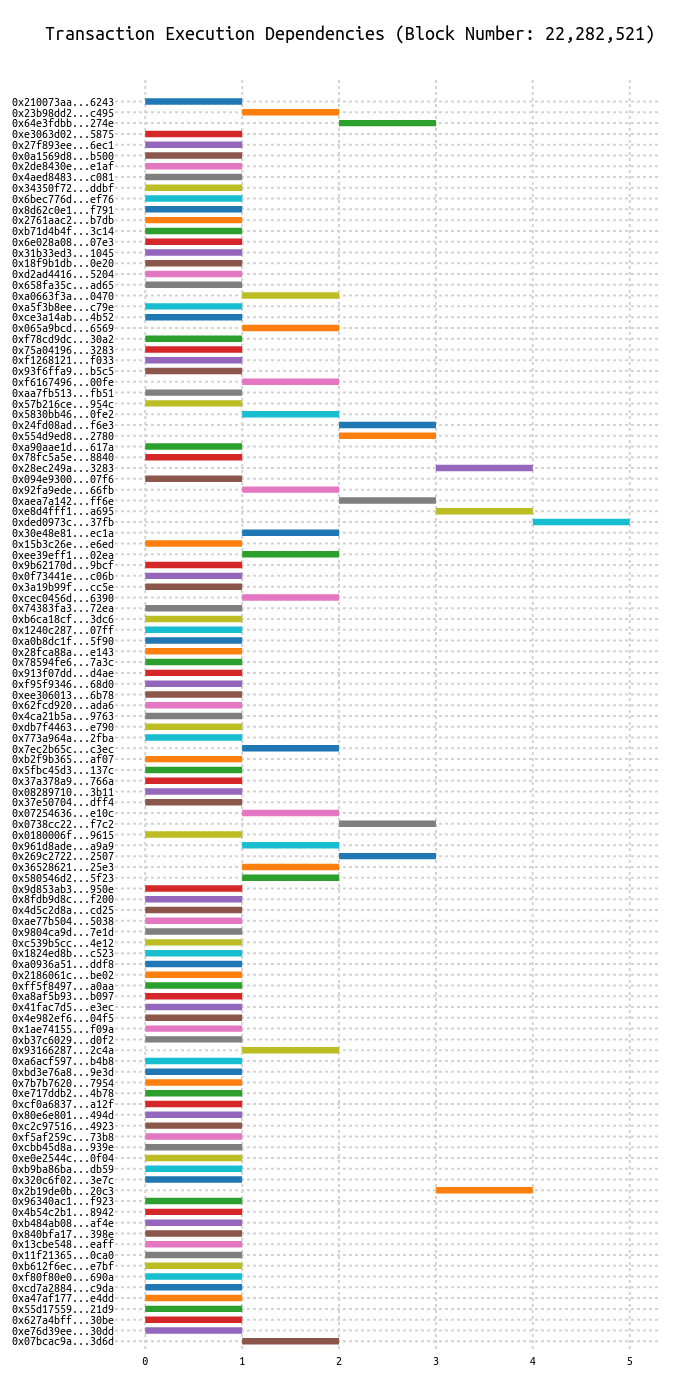 Transaction Execution Dependencies (Block Number: 22,282,521)
0x210073aa...6243
0x23b98dd2...c495
0x64e3fdbb...274e
0xe3063d02...5875
0x27f893ee...6ec1
0x0a1569d8...b500
0x2de8430e...e1af
0x4aed8483...c081
0x34350f72...ddbf
0x6bec776d...ef76
0x8d62c0e1...f791
0x2761aac2...b7db
0xb71d4b4f...3c14
0x6e028a08...07e3
0x31b33ed3...1045
0x18f9b1db...0e20
0xd2ad4416...5204
0x658fa35c...ad65
0xa0663f3a...0470
0xa5f3b8ee...c79e
0xce3a14ab...4b52
0x065a9bcd...6569
0xf78cd9dc...30a2
0x75a04196...3283
0xf1268121...f033
0x93f6ffa9...b5c5
0xf6167496...00fe
0xaa7fb513...fb51
0x57b216ce...954c
0x5830bb46...0fe2
0x24fd08ad...f6e3
0x554d9ed8...2780
0xa90aae1d...617a
0x78fc5a5e...8840
0x28ec249a...3283
0x094e9300...07f6
0x92fa9ede...66fb
0xaea7a142...ff6e
0xe8d4fff1...a695
0xded0973c...37fb
0x30e48e81...ec1a
0x15b3c26e...e6ed
0xee39eff1...02ea
0x9b62170d...9bcf
0x0f73441e...c06b
0x3a19b99f...cc5e
0xcec0456d...6390
0x74383fa3...72ea
0xb6ca18cf...3dc6
0x1240c287...07ff
0xa0b8dc1f...5f90
0x28fca88a...e143
0x78594fe6...7a3c
0x913f07dd...d4ae
0xf95f9346...68d0
0xee306013...6b78
0x62fcd920...ada6
0x4ca21b5a...9763
0xdb7f4463...e790
0x773a964a...2fba
0x7ec2b65c...c3ec
0xb2f9b365...af07
0x5fbc45d3...137c
0x37a378a9...766a
0x08289710...3b11
0x37e50704...dff4
0x07254636...e10c
0x0738cc22...f7c2
0x0180006f...9615
0x961d8ade...a9a9
0x269c2722...2507
0x36528621...25e3
0x580546d2...5f23
0x9d853ab3...950e
0x8fdb9d8c...f200
0x4d5c2d8a...cd25
0xae77b504...5038
0x9804ca9d...7e1d
0xc539b5cc...4e12
0x1824ed8b...c523
0xa0936a51...ddf8
0x2186061c...be02
0xff5f8497...a0aa
0xa8af5b93...b097
0x41fac7d5...e3ec
0x4e982ef6...04f5
0x1ae74155...f09a
0xb37c6029...d0f2
0x93166287...2c4a
0xa6acf597...b4b8
0xbd3e76a8...9e3d
0x7b7b7620...7954
0xe717ddb2...4b78
0xcf0a6837...a12f
0x80e6e801...494d
0xc2c97516...4923
0xf5af259c...73b8
0xcbb45d8a...939e
0xe0e2544c...0f04
0xb9ba86ba...db59
0x320c6f02...3e7c
0x2b19de0b...20c3
0x96340ac1...f923
0x4b54c2b1...8942
0xb484ab08...af4e
0x840bfa17...398e
0x13cbe548...eaff
0x11f21365...0ca0
0xb612f6ec...e7bf
0xf80f80e0...690a
0xcd7a2884...c9da
0xa47af177...e4dd
0x55d17559...21d9
0x627a4bff...30be
0xe76d39ee...30dd
0x07bcac9a...3d6d
0 1 2 3 4 5